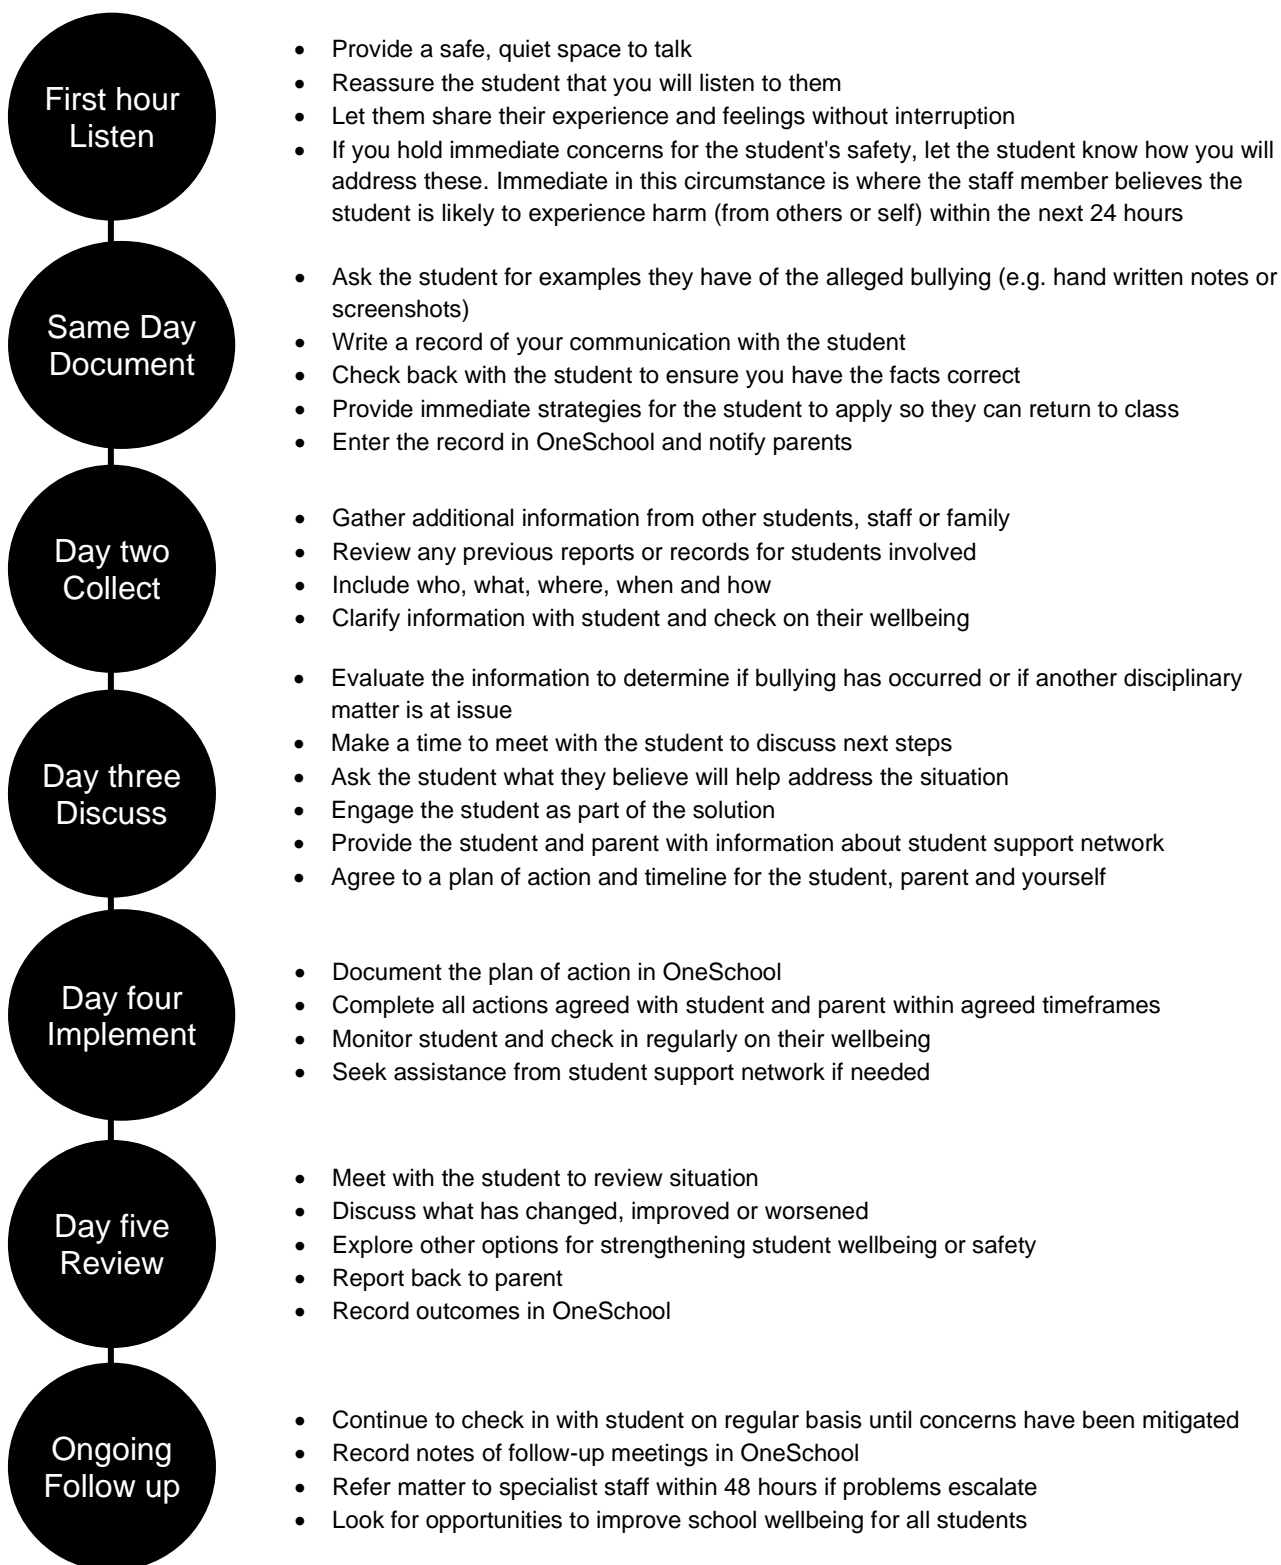 First hour
Listen
• Provide a safe, quiet space to talk
• Reassure the student that you will listen to them
• Let them share their experience and feelings without interruption
• If you hold immediate concerns for the student's safety, let the student know how you will
address these. Immediate in this circumstance is where the staff member believes the
student is likely to experience harm (from others or self) within the next 24 hours
Same Day
Document
• Ask the student for examples they have of the alleged bullying (e.g. hand written notes or
screenshots)
• Write a record of your communication with the student
• Check back with the student to ensure you have the facts correct
• Provide immediate strategies for the student to apply so they can return to class
• Enter the record in OneSchool and notify parents
Day two
Collect
• Gather additional information from other students, staff or family
• Review any previous reports or records for students involved
• Include who, what, where, when and how
• Clarify information with student and check on their wellbeing
Day three
Discuss
• Evaluate the information to determine if bullying has occurred or if another disciplinary
matter is at issue
• Make a time to meet with the student to discuss next steps
• Ask the student what they believe will help address the situation
• Engage the student as part of the solution
• Provide the student and parent with information about student support network
• Agree to a plan of action and timeline for the student, parent and yourself
Day four
Implement
• Document the plan of action in OneSchool
• Complete all actions agreed with student and parent within agreed timeframes
• Monitor student and check in regularly on their wellbeing
• Seek assistance from student support network if needed
Day five
Review
• Meet with the student to review situation
• Discuss what has changed, improved or worsened
• Explore other options for strengthening student wellbeing or safety
• Report back to parent
• Record outcomes in OneSchool
Ongoing
Follow up
• Continue to check in with student on regular basis until concerns have been mitigated
• Record notes of follow-up meetings in OneSchool
• Refer matter to specialist staff within 48 hours if problems escalate
• Look for opportunities to improve school wellbeing for all students